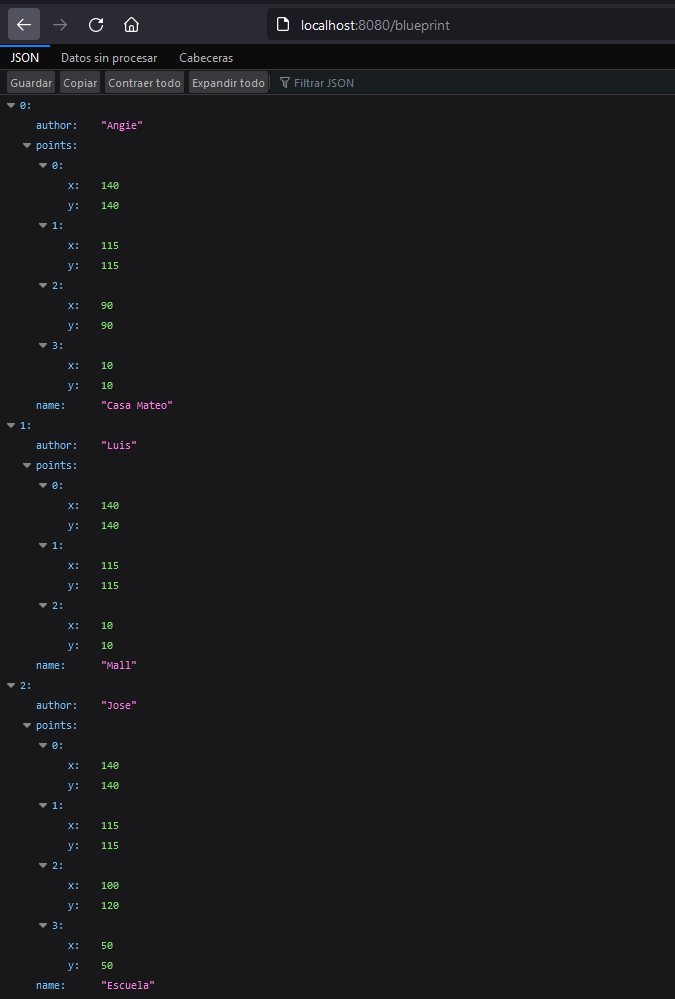 localhost:8080/blueprint
JSON Datos sin procesar Cabeceras
Guardar Copiar Contraer todo Expandir todo Filtrar JSON
0:
author: "Angie"
points:
0:
x: 140
y: 140
1:
x: 115
y: 115
2:
x: 90
y: 90
3:
x: 10
y: 10
name: "Casa Mateo"
1:
author: "Luis"
points:
0:
x: 140
y: 140
1:
x: 115
y: 115
2:
x: 10
y: 10
name: "Mall"
2:
author: "Jose"
points:
0:
x: 140
y: 140
1:
x: 115
y: 115
2:
x: 100
y: 120
3:
x: 50
y: 50
name: "Escuela"